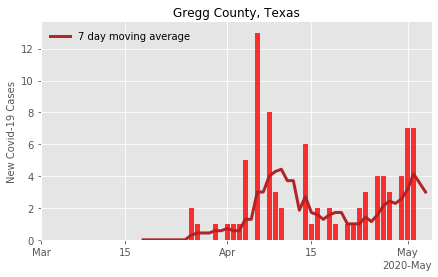 Gregg County, Texas
7 day moving average
New Covid-19 Cases
12
10
8
6
4
2
0
Mar
15
Apr
15
May
2020-May